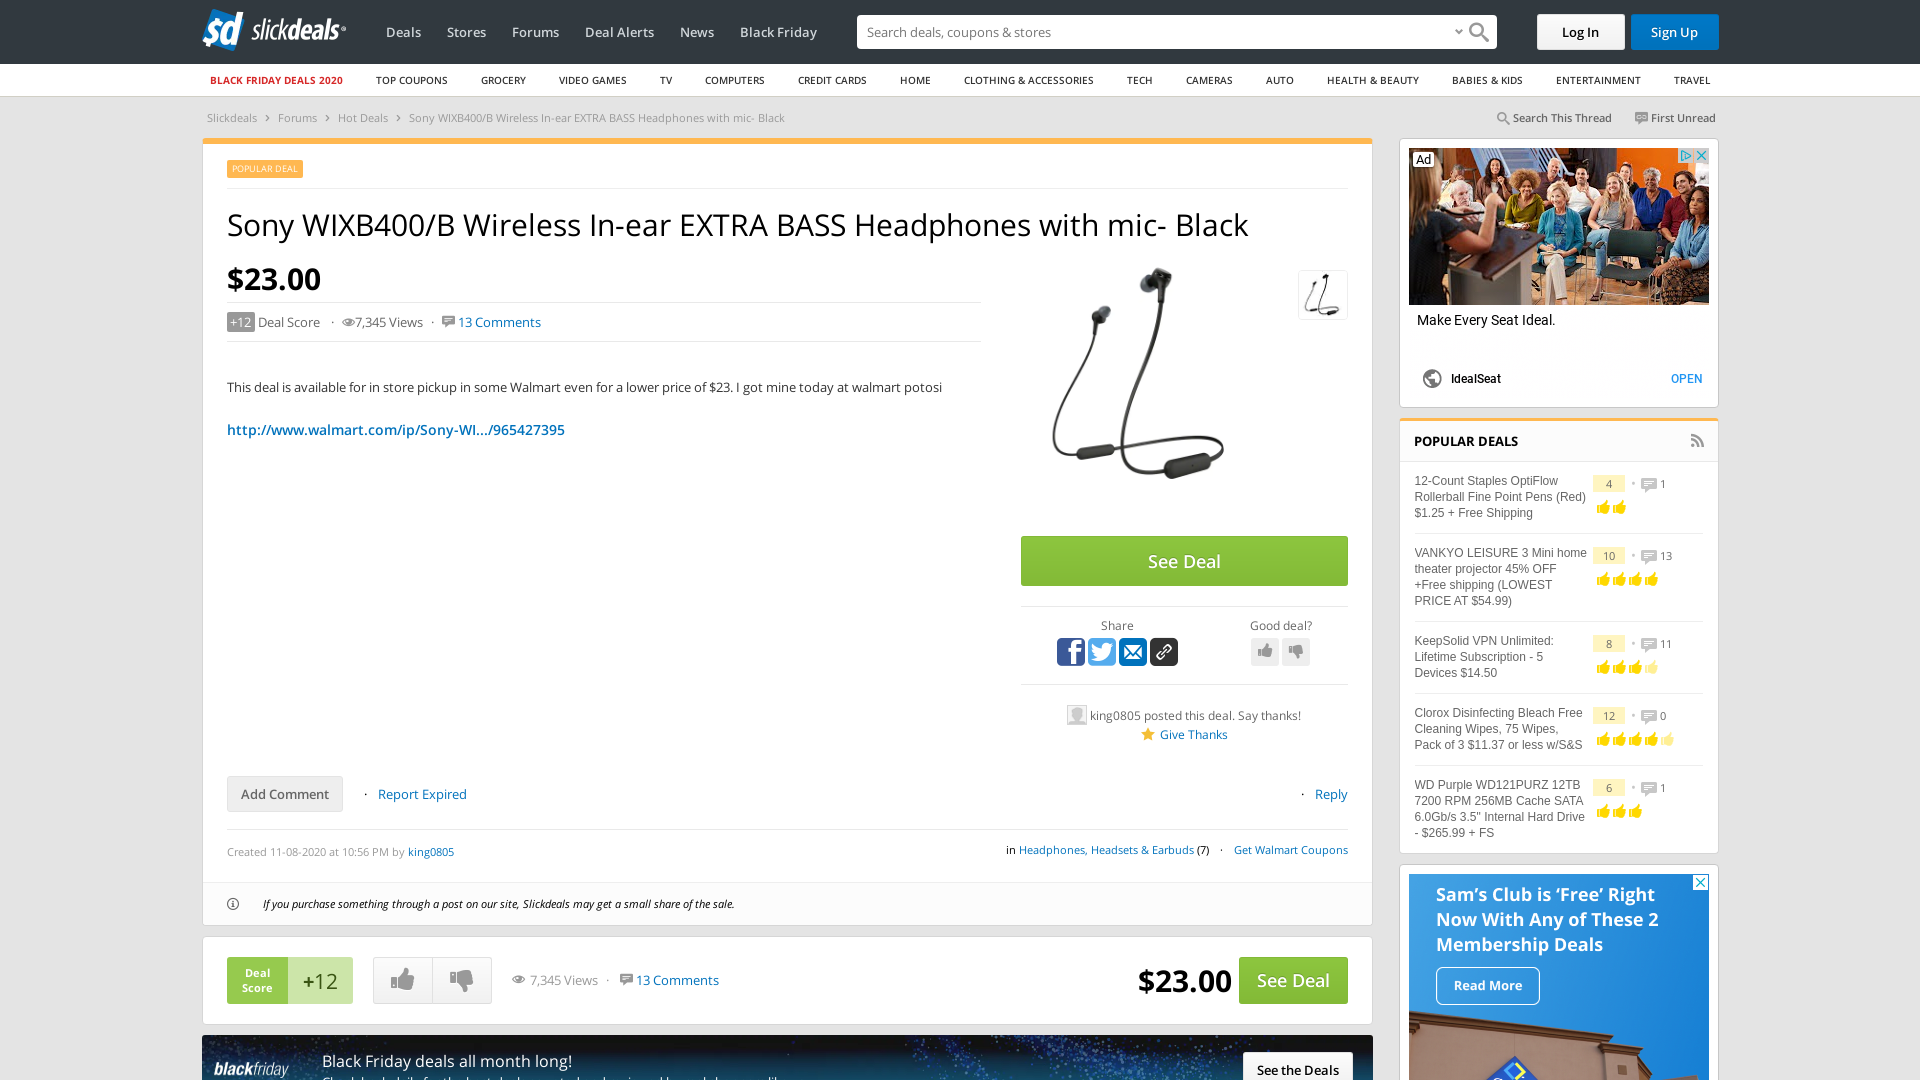 slickdeals
Deals
Stores
Forums
Deal Alerts
News
Black Friday
Search deals, coupons & stores
Log In
Sign Up
BLACK FRIDAY DEALS 2020
TOP COUPONS
GROCERY
VIDEO GAMES
TV
COMPUTERS
CREDIT CARDS
HOME
CLOTHING & ACCESSORIES
TECH
CAMERAS
AUTO
HEALTH & BEAUTY
BABIES & KIDS
ENTERTAINMENT
TRAVEL
Slickdeals › Forums › Hot Deals › Sony WIXB400/B Wireless In-ear EXTRA BASS Headphones with mic- Black
Search This Thread
First Unread
POPULAR DEAL
Sony WIXB400/B Wireless In-ear EXTRA BASS Headphones with mic- Black
$23.00
+12 Deal Score · 7,345 Views · 13 Comments
This deal is available for in store pickup in some Walmart even for a lower price of $23. I got mine today at walmart potosi
http://www.walmart.com/ip/Sony-WI.../965427395
See Deal
Share
Good deal?
king0805 posted this deal. Say thanks!
Give Thanks
Add Comment
· Report Expired
· Reply
Created 11-08-2020 at 10:56 PM by king0805
in Headphones, Headsets & Earbuds (7) · Get Walmart Coupons
If you purchase something through a post on our site, Slickdeals may get a small share of the sale.
Deal
Score
+12
7,345 Views · 13 Comments
$23.00
See Deal
blackfriday
Black Friday deals all month long!
See the Deals
Ad
Make Every Seat Ideal.
IdealSeat
OPEN
POPULAR DEALS
12-Count Staples OptiFlow
Rollerball Fine Point Pens (Red)
$1.25 + Free Shipping
4 • 1
VANKYO LEISURE 3 Mini home
theater projector 45% OFF
+Free shipping (LOWEST
PRICE AT $54.99)
10 • 13
KeepSolid VPN Unlimited:
Lifetime Subscription - 5
Devices $14.50
8 • 11
Clorox Disinfecting Bleach Free
Cleaning Wipes, 75 Wipes,
Pack of 3 $11.37 or less w/S&S
12 • 0
WD Purple WD121PURZ 12TB
7200 RPM 256MB Cache SATA
6.0Gb/s 3.5" Internal Hard Drive
- $265.99 + FS
6 • 1
Sam's Club is ‘Free’ Right
Now With Any of These 2
Membership Deals
Read More